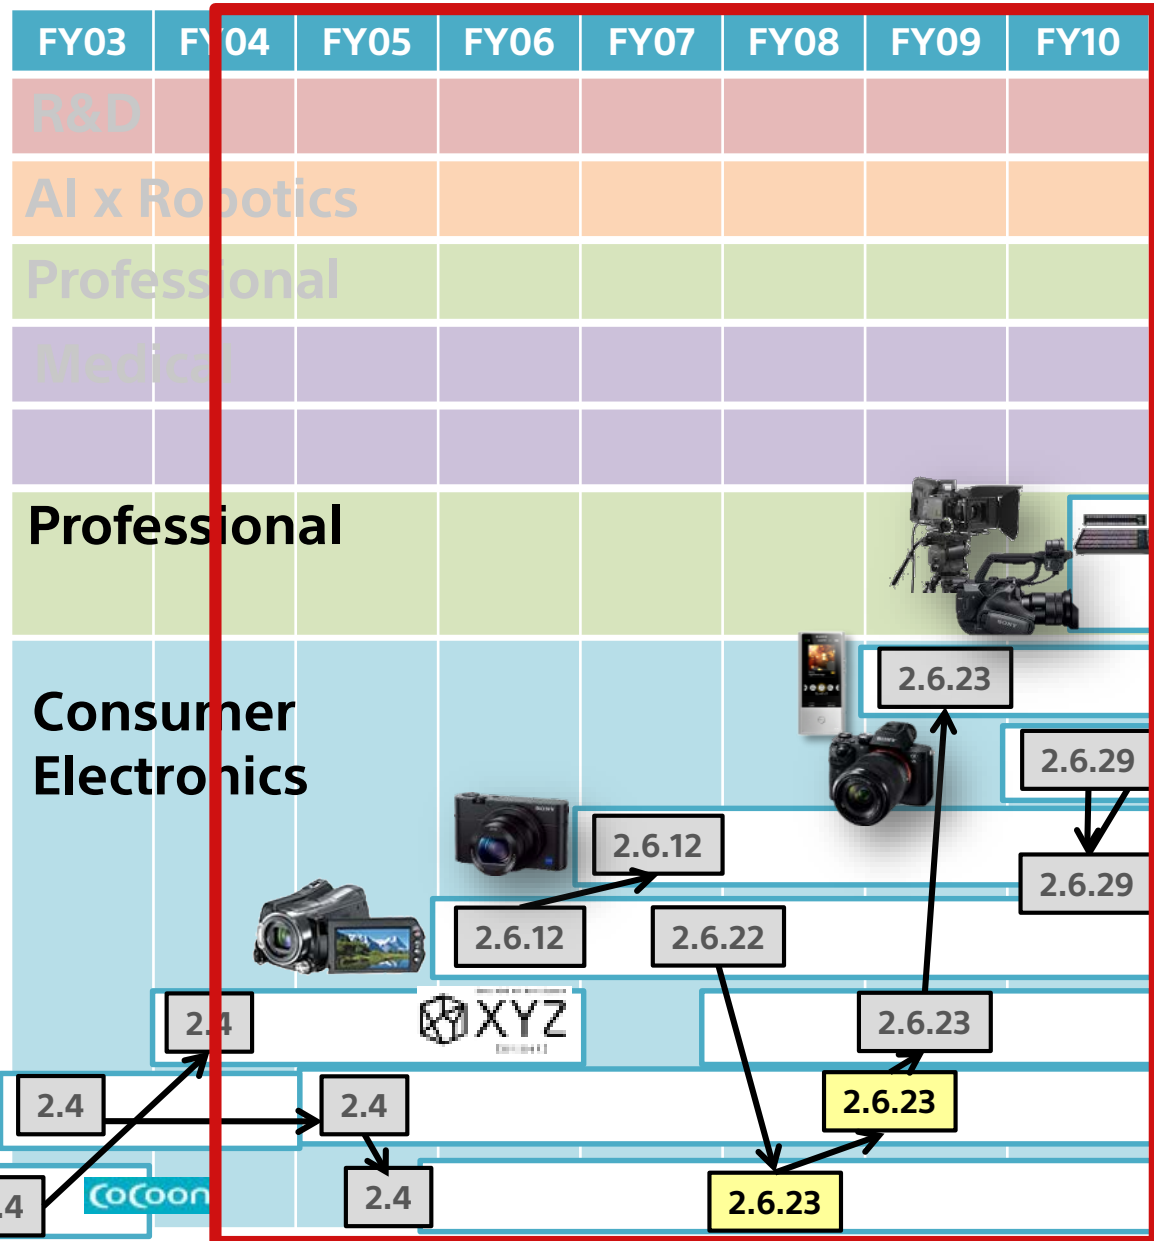 FY03 FY04 FY05 FY06 FY07 FY08 FY09 FY10
R&D
AI x Robotics
Professional
Medical
Professional
Consumer
Electronics
2.6.23
2.6.29
2.6.12
2.6.29
2.6.12 2.6.22
2.4 XYZ 2.6.23
2.4 2.4 2.6.23
.4 CoCoon 2.4 2.6.23
SONY